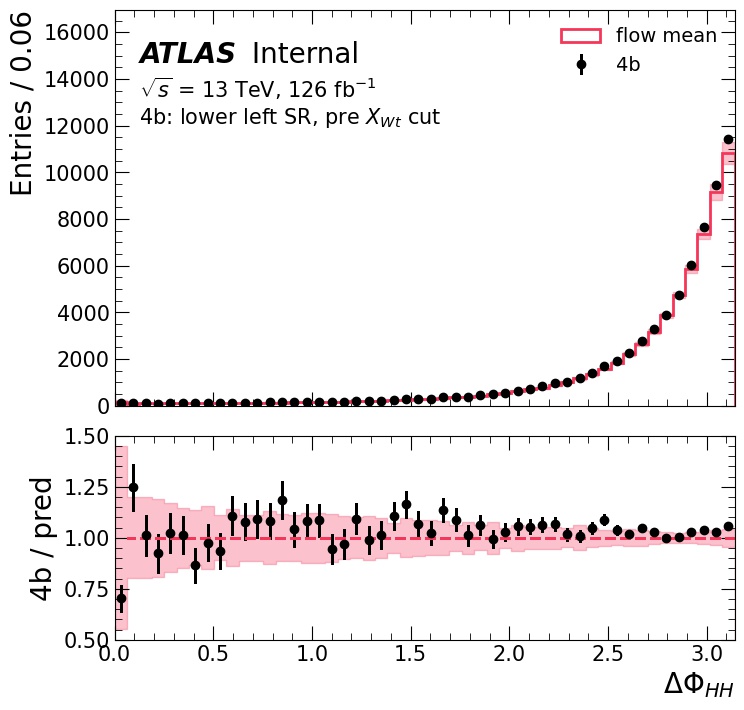 Entries / 0.06
16000
14000
12000
10000
8000
6000
4000
2000
0
ATLAS Internal
√s = 13 TeV, 126 fb⁻¹
4b: lower left SR, pre X_Wt cut
flow mean
4b
4b / pred
1.50
1.25
1.00
0.75
0.50
0.0 0.5 1.0 1.5 2.0 2.5 3.0
ΔΦ_HH